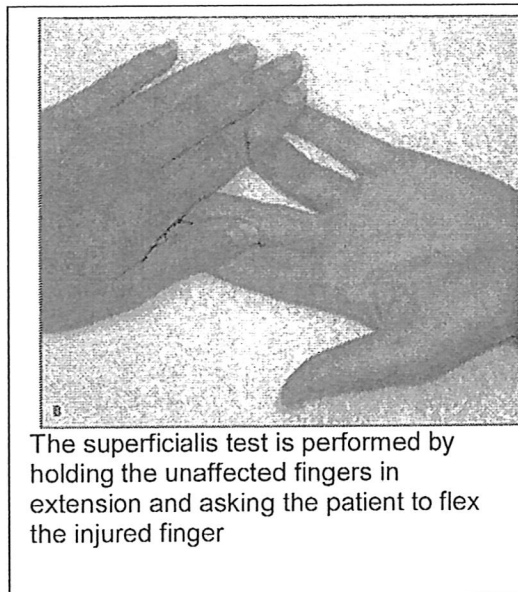 B
The superficialis test is performed by
holding the unaffected fingers in
extension and asking the patient to flex
the injured finger